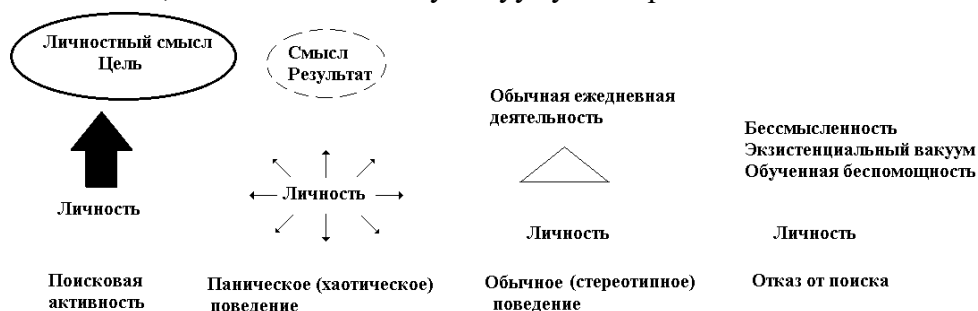 Личностный смысл
Цель
Личность
Поисковая
активность
Смысл
Результат
Личность
Паническое (хаотическое)
поведение
Обычная ежедневная
деятельность
Личность
Обычное (стереотипное)
поведение
Бессмысленность
Экзистенциальный вакуум
Обученная беспомощность
Личность
Отказ от поиска